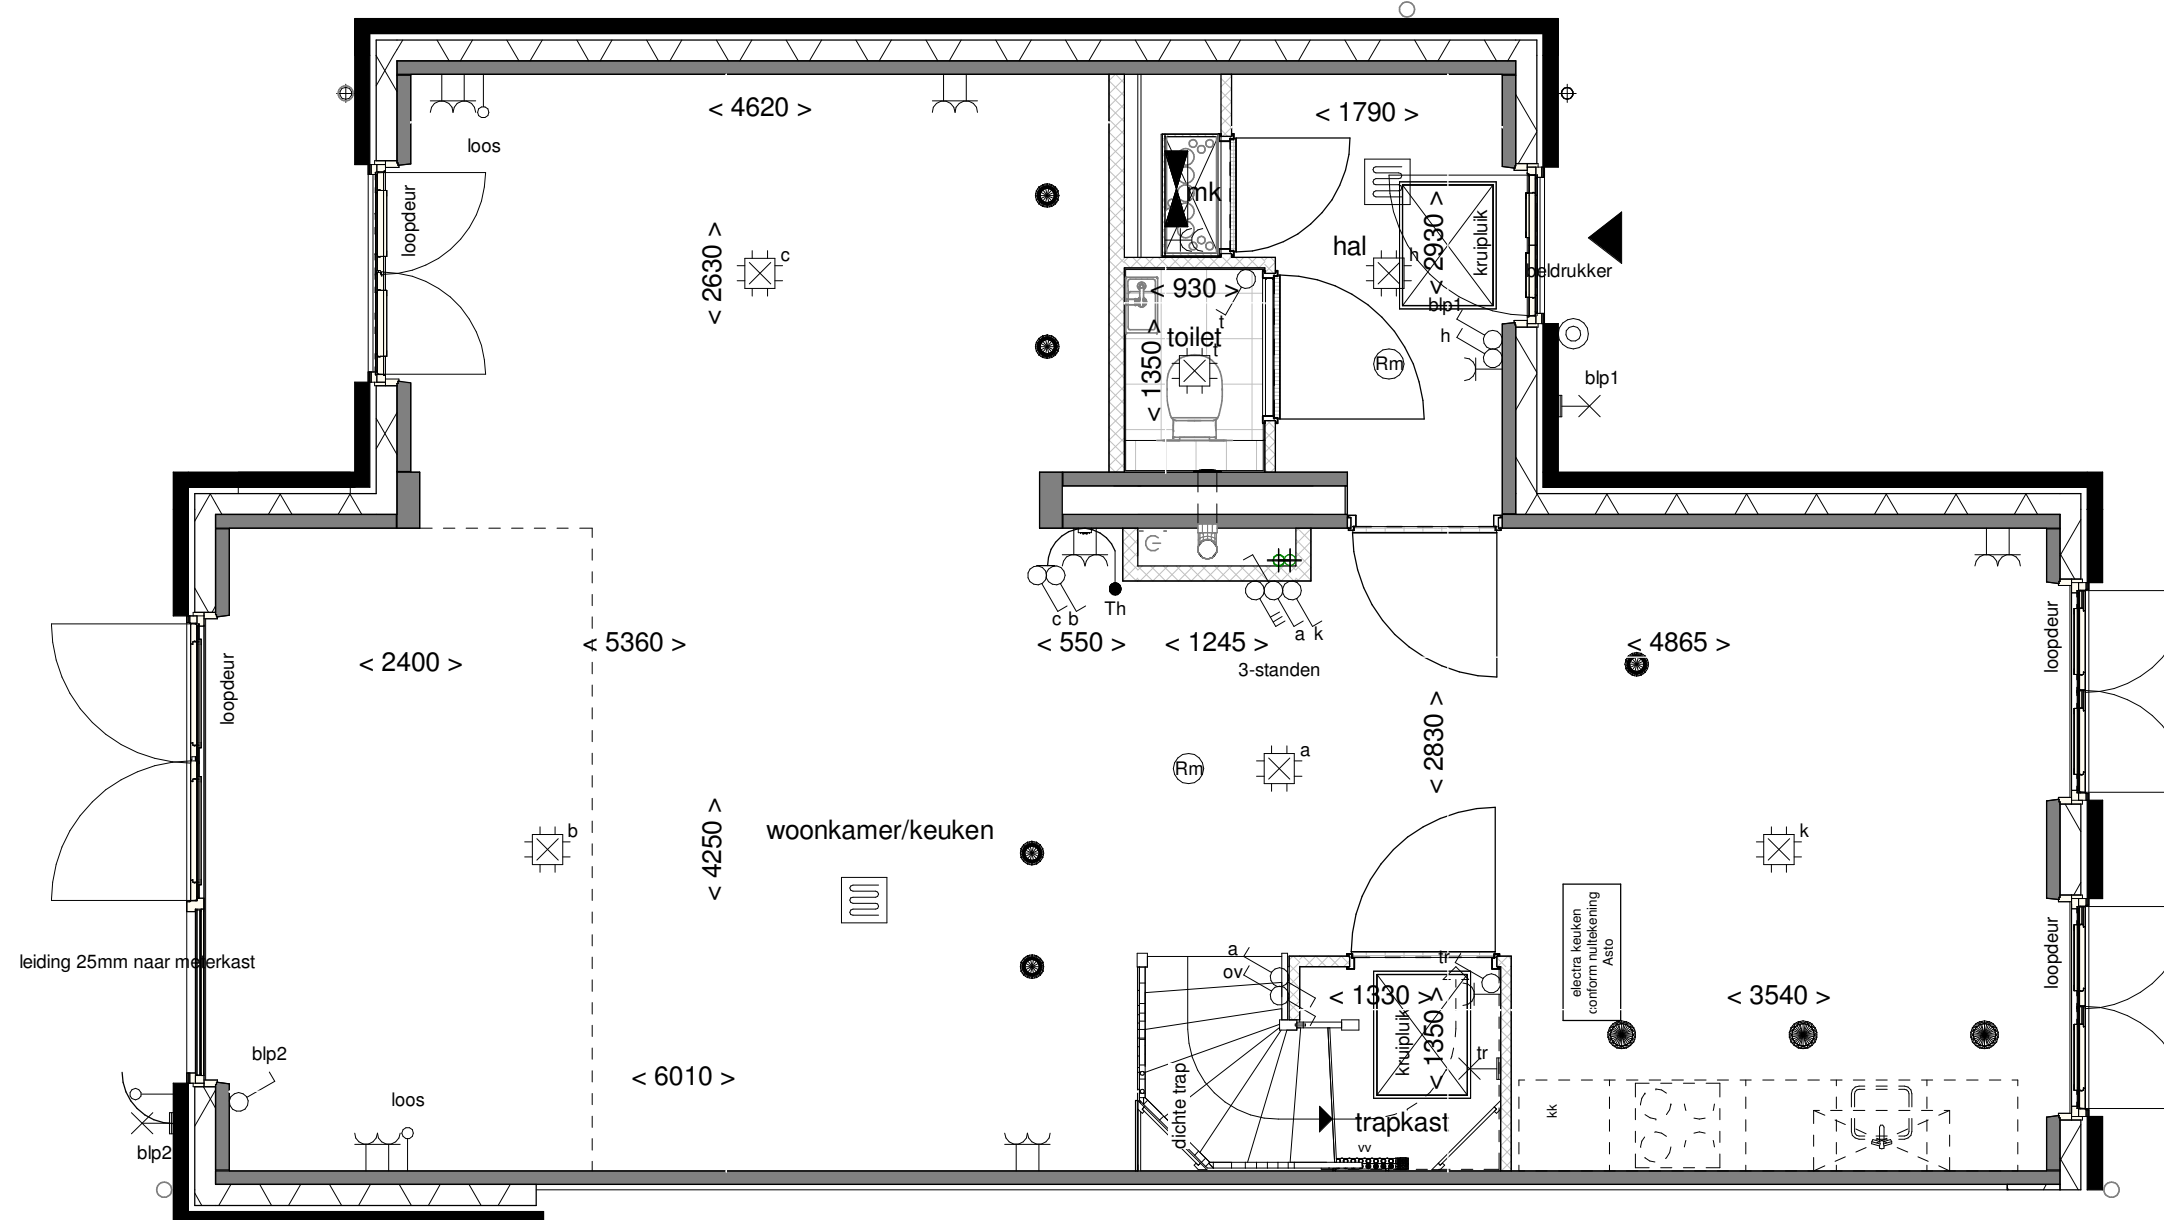 < 4620 >
< 1790 >
loos
mk
loopdeur
< 2630 >
c
hal
h
< 2930 >
kruipluik
beldrukker
< 930 >
blp1
t
toilet
h
t
< 1350 >
Rm
blp1
Th
c b
a k
< 2400 >
< 5360 >
< 550 >
< 1245 >
< 4865 >
3-standen
loopdeur
loopdeur
< 2830 >
Rm
a
b
woonkamer/keuken
k
< 4250 >
electra keuken
conform nultekening
Asto
leiding 25mm naar meterkast
a
ov
tr
< 1330 >
< 3540 >
loopdeur
kruipluik
< 1350 >
tr
blp2
< 6010 >
loos
dichte trap
trapkast
kk
vv
blp2